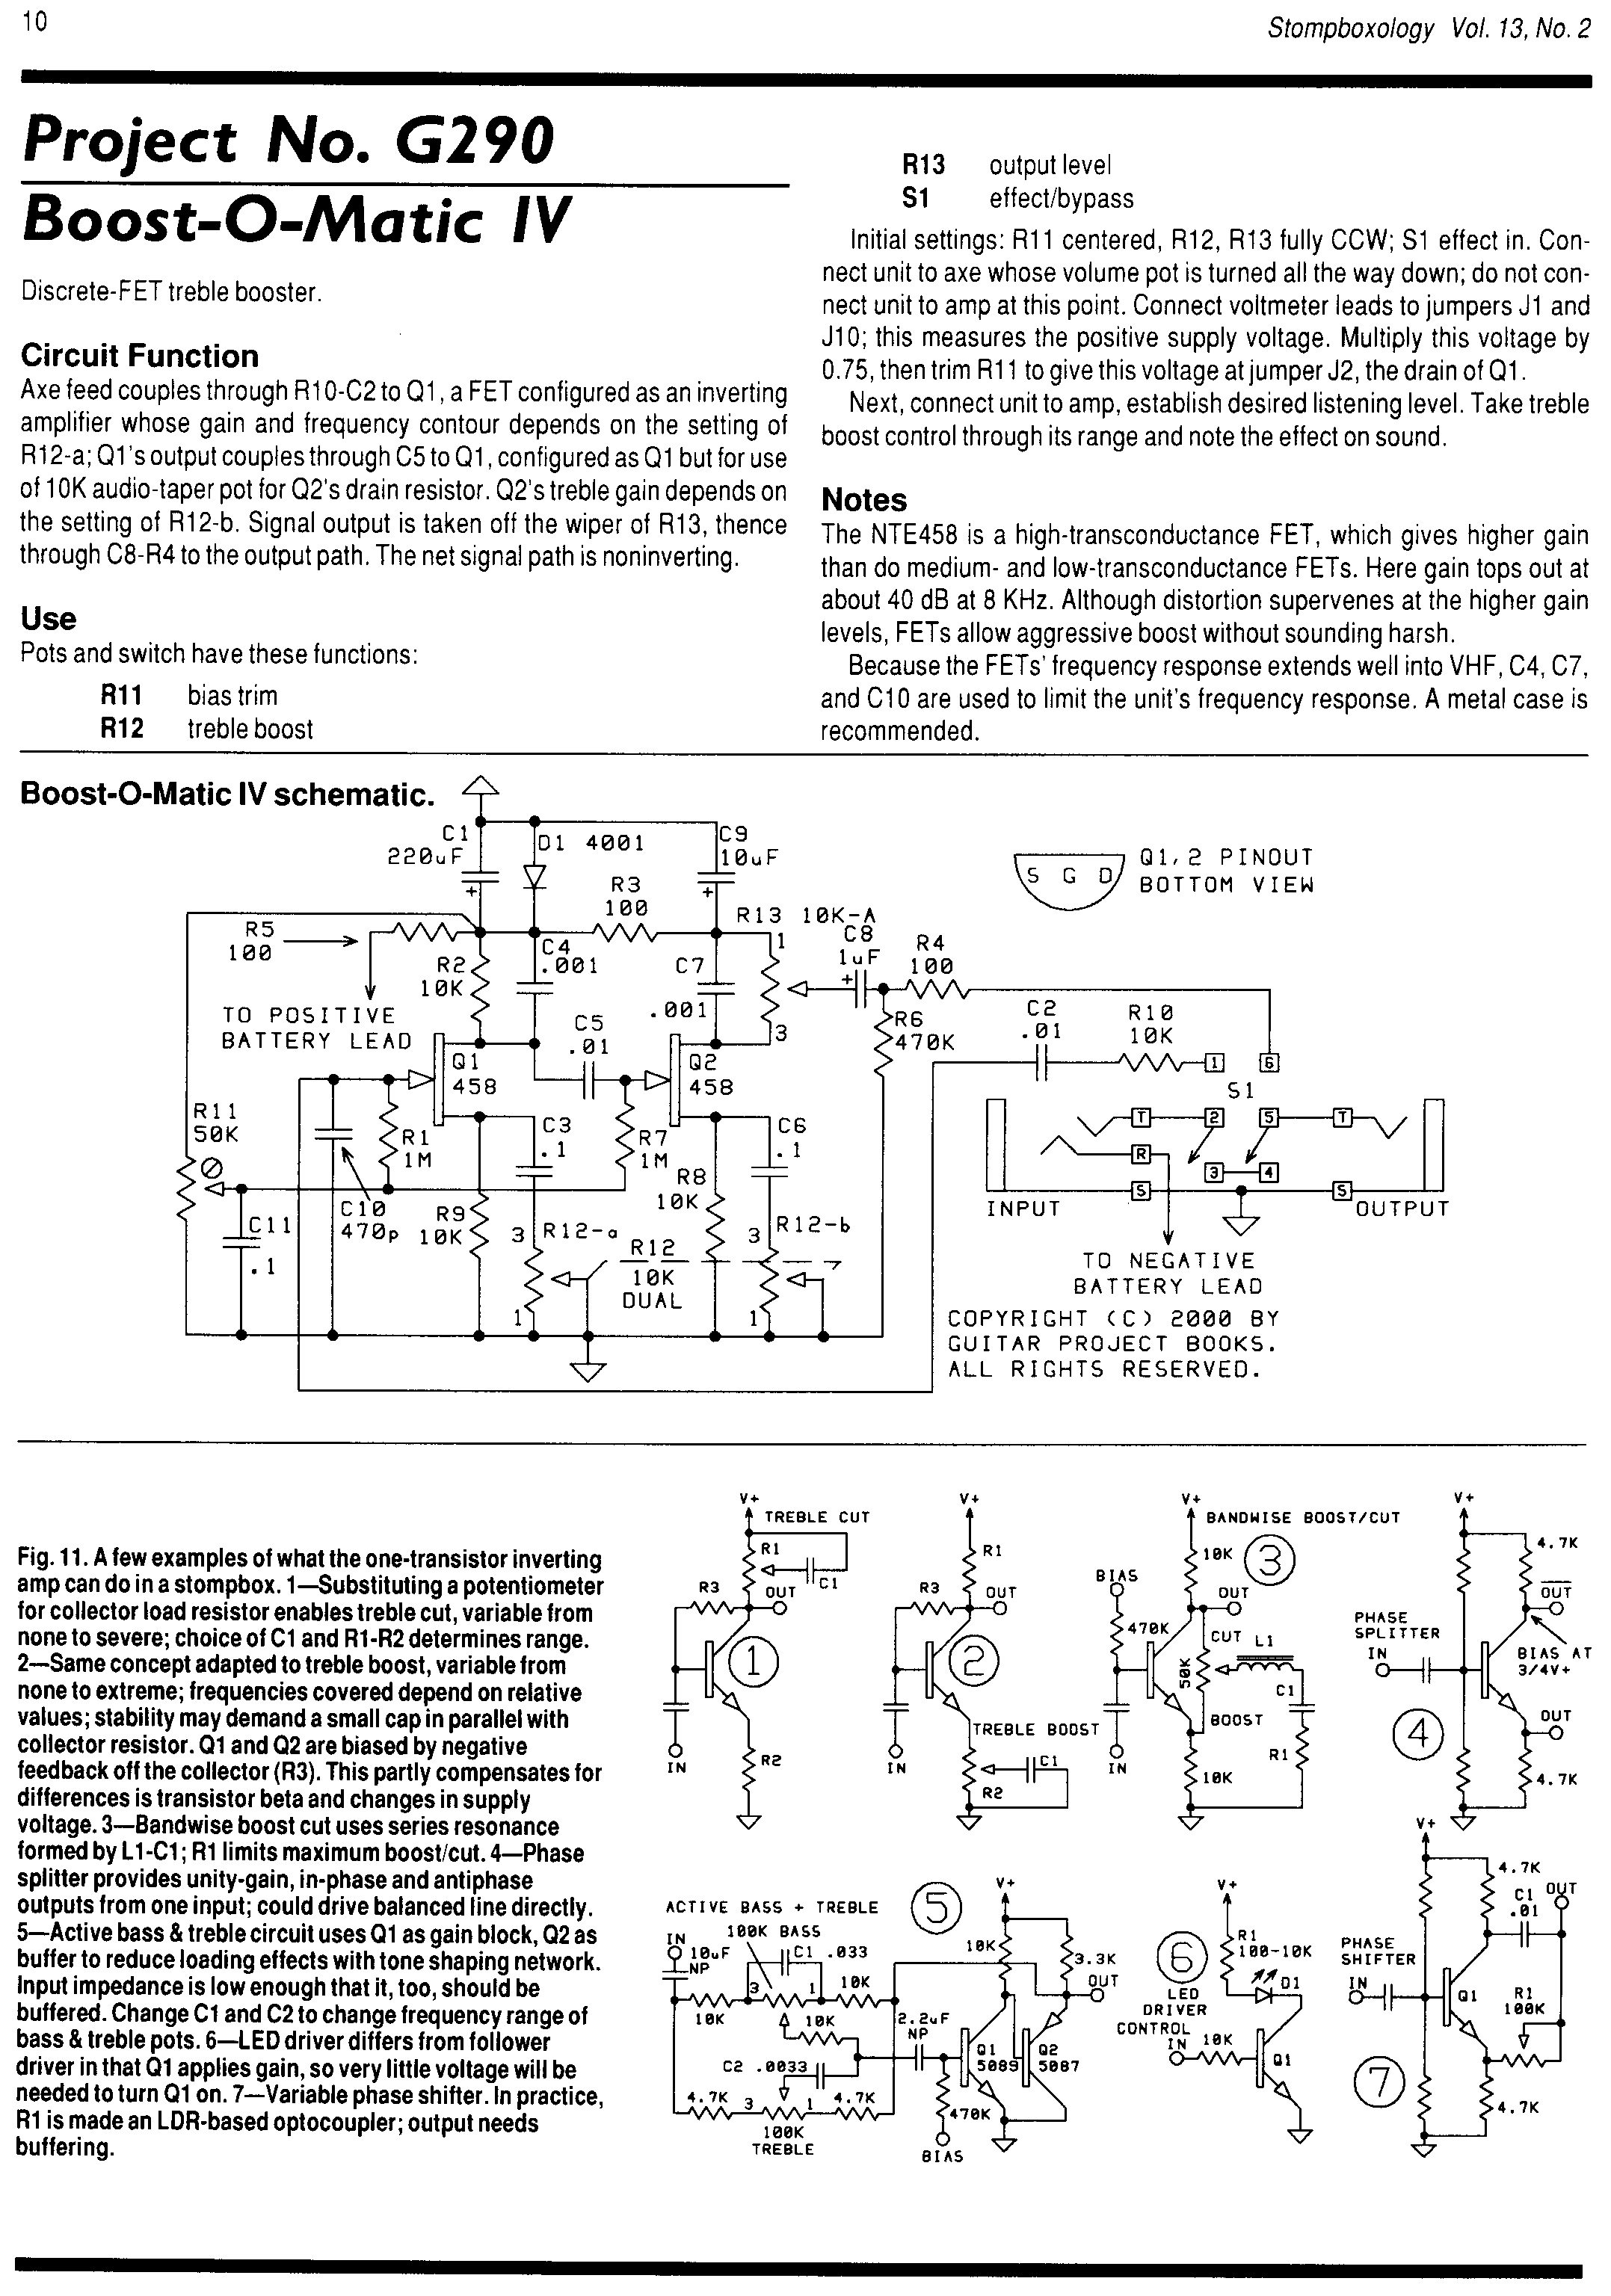 10
Stompboxology Vol. 13, No. 2
Project No. G290
Boost-O-Matic IV
Discrete-FET treble booster.
Circuit Function
Axe feed couples through R10-C2 to Q1, a FET configured as an inverting
amplifier whose gain and frequency contour depends on the setting of
R12-a; Q1's output couples through C5 to Q1, configured as Q1 but for use
of 10K audio-taper pot for Q2's drain resistor. Q2's treble gain depends on
the setting of R12-b. Signal output is taken off the wiper of R13, thence
through C8-R4 to the output path. The net signal path is noninverting.
Use
Pots and switch have these functions:
R11 bias trim
R12 treble boost
R13 output level
S1 effect/bypass
Initial settings: R11 centered, R12, R13 fully CCW; S1 effect in. Con-
nect unit to axe whose volume pot is turned all the way down; do not con-
nect unit to amp at this point. Connect voltmeter leads to jumpers J1 and
J10; this measures the positive supply voltage. Multiply this voltage by
0.75, then trim R11 to give this voltage at jumper J2, the drain of Q1.
Next, connect unit to amp, establish desired listening level. Take treble
boost control through its range and note the effect on sound.
Notes
The NTE458 is a high-transconductance FET, which gives higher gain
than do medium- and low-transconductance FETs. Here gain tops out at
about 40 dB at 8 KHz. Although distortion supervenes at the higher gain
levels, FETs allow aggressive boost without sounding harsh.
Because the FETs' frequency response extends well into VHF, C4, C7,
and C10 are used to limit the unit's frequency response. A metal case is
recommended.
Boost-O-Matic IV schematic.
C1
220uF
+
D1 4001
C9
10uF
+
R3
100
R13 10K-A
1
3
C8
1uF
+
R4
100
R5
100
R2
10K
C4
.001
C7
.001
TO POSITIVE
BATTERY LEAD
C5
.01
R6
470K
C2
.01
R10
10K
Q1
458
Q2
458
S G D
Q1,2 PINOUT
BOTTOM VIEW
1
6
S1
T
2
5
T
R
3
4
S
S
INPUT
OUTPUT
TO NEGATIVE
BATTERY LEAD
R11
50K
R1
1M
C3
.1
R7
1M
C6
.1
C10
470p
R9
10K
R8
10K
C11
.1
3
R12-a
1
R12
10K
DUAL
3
R12-b
1
COPYRIGHT (C) 2000 BY
GUITAR PROJECT BOOKS.
ALL RIGHTS RESERVED.
Fig. 11. A few examples of what the one-transistor inverting
amp can do in a stompbox. 1—Substituting a potentiometer
for collector load resistor enables treble cut, variable from
none to severe; choice of C1 and R1-R2 determines range.
2—Same concept adapted to treble boost, variable from
none to extreme; frequencies covered depend on relative
values; stability may demand a small cap in parallel with
collector resistor. Q1 and Q2 are biased by negative
feedback off the collector (R3). This partly compensates for
differences is transistor beta and changes in supply
voltage. 3—Bandwise boost cut uses series resonance
formed by L1-C1; R1 limits maximum boost/cut. 4—Phase
splitter provides unity-gain, in-phase and antiphase
outputs from one input; could drive balanced line directly.
5—Active bass & treble circuit uses Q1 as gain block, Q2 as
buffer to reduce loading effects with tone shaping network.
Input impedance is low enough that it, too, should be
buffered. Change C1 and C2 to change frequency range of
bass & treble pots. 6—LED driver differs from follower
driver in that Q1 applies gain, so very little voltage will be
needed to turn Q1 on. 7—Variable phase shifter. In practice,
R1 is made an LDR-based optocoupler; output needs
buffering.
V+
TREBLE CUT
R1
C1
R3
OUT
1
IN
R2
V+
R1
R3
OUT
2
TREBLE BOOST
IN
C1
R2
V+
BANDWISE BOOST/CUT
10K
3
BIAS
OUT
470K
CUT
L1
50K
C1
BOOST
R1
IN
10K
V+
4.7K
OUT
PHASE
SPLITTER
IN
BIAS AT
3/4V+
4
OUT
4.7K
ACTIVE BASS + TREBLE
5
V+
IN
10uF
NP
100K BASS
C1 .033
3
1
10K
10K
10K
10K
3.3K
OUT
2.2uF
NP
C2 .0033
Q1
5089
Q2
5087
4.7K
3
1
4.7K
100K
TREBLE
470K
BIAS
V+
R1
100-10K
6
LED
DRIVER
D1
CONTROL
IN
10K
Q1
V+
4.7K
C1
.01
OUT
PHASE
SHIFTER
IN
Q1
R1
100K
7
4.7K